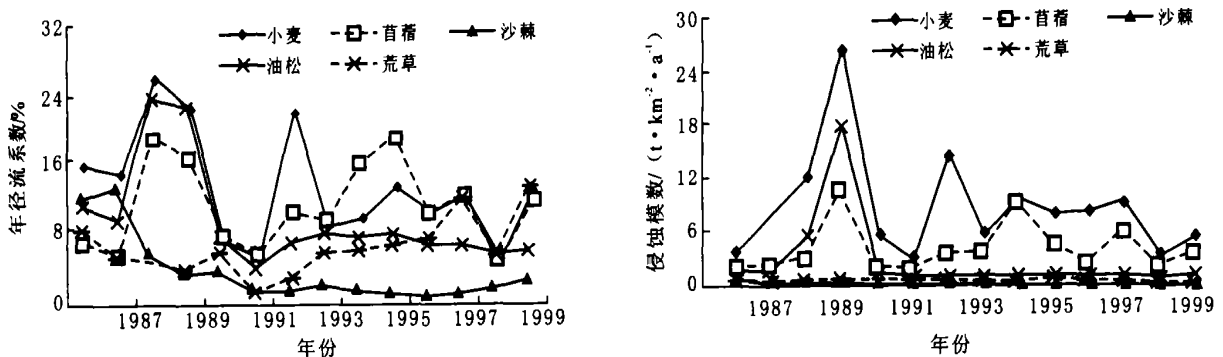 32
24
16
8
0
年径流系数/%
小麦
苜蓿
沙棘
油松
荒草
1987
1989
1991
1993
1995
1997
1999
年份
30
24
18
12
6
0
侵蚀模数/（t·km⁻²·a⁻¹）
小麦
苜蓿
沙棘
油松
荒草
1987
1989
1991
1993
1995
1997
1999
年份